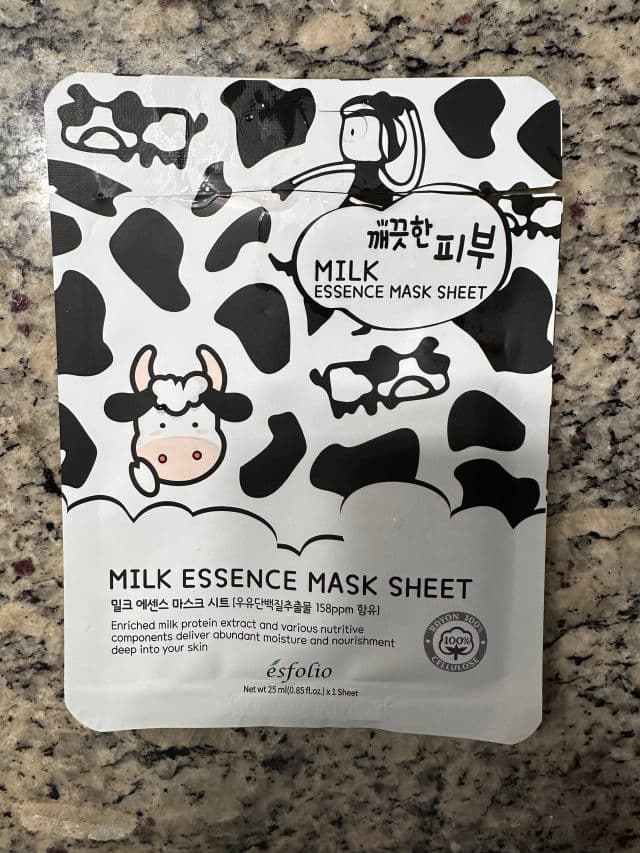 깨끗한 피부
MILK
ESSENCE MASK SHEET
MILK ESSENCE MASK SHEET
밀크 에센스 마스크 시트 [우유단백질추출물 158ppm 함유]
Enriched milk protein extract and various nutritive
components deliver abundant moisture and nourishment
deep into your skin
POYON 100%
100%
CELLULOSE
ésfolio
Net wt 25 ml(0.85 fl.oz.) x 1 Sheet